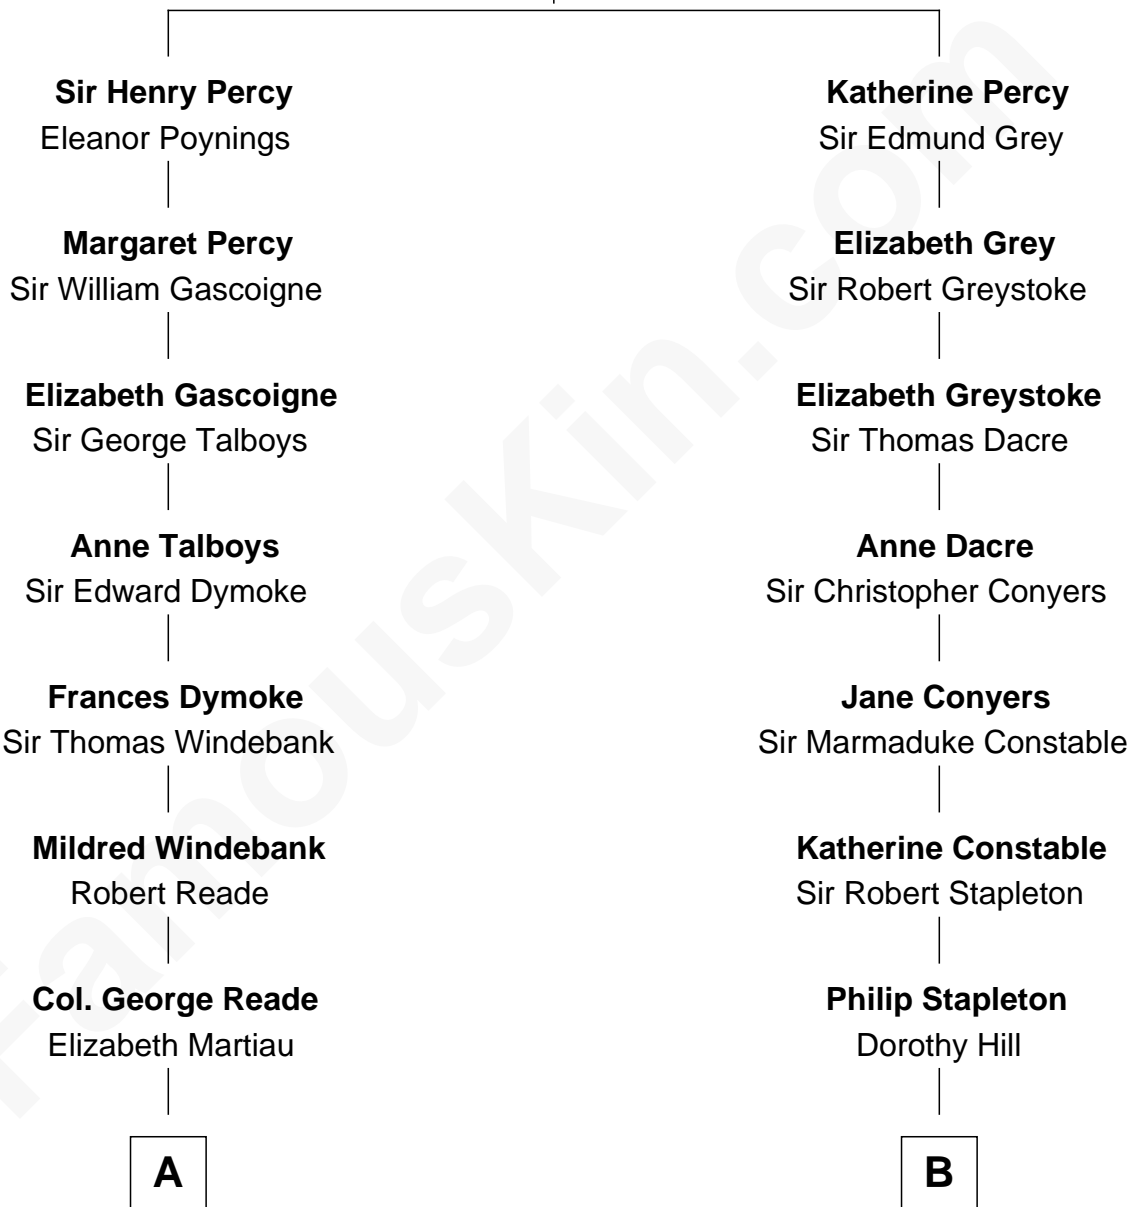 Sir Henry Percy
Eleanor Poynings
Margaret Percy
Sir William Gascoigne
Elizabeth Gascoigne
Sir George Talboys
Anne Talboys
Sir Edward Dymoke
Frances Dymoke
Sir Thomas Windebank
Mildred Windebank
Robert Reade
Col. George Reade
Elizabeth Martiau
A
Katherine Percy
Sir Edmund Grey
Elizabeth Grey
Sir Robert Greystoke
Elizabeth Greystoke
Sir Thomas Dacre
Anne Dacre
Sir Christopher Conyers
Jane Conyers
Sir Marmaduke Constable
Katherine Constable
Sir Robert Stapleton
Philip Stapleton
Dorothy Hill
B
FamousKin.com